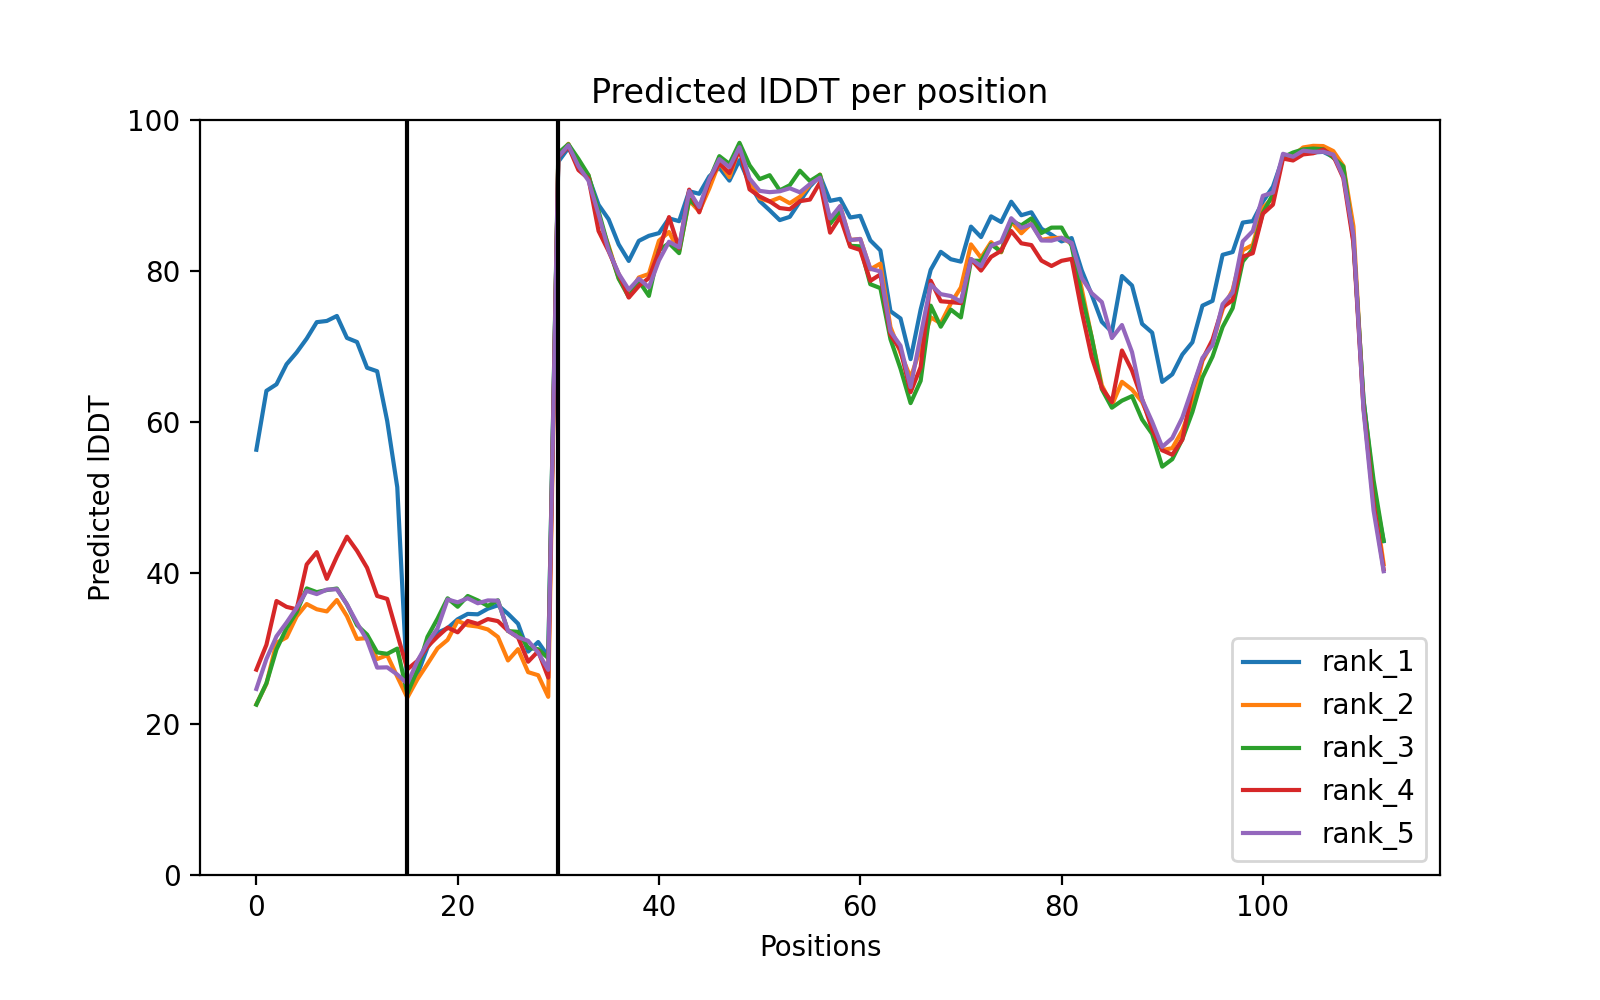 Predicted lDDT per position
Predicted lDDT
100
80
60
40
20
0
0 20 40 60 80 100
Positions
rank_1
rank_2
rank_3
rank_4
rank_5